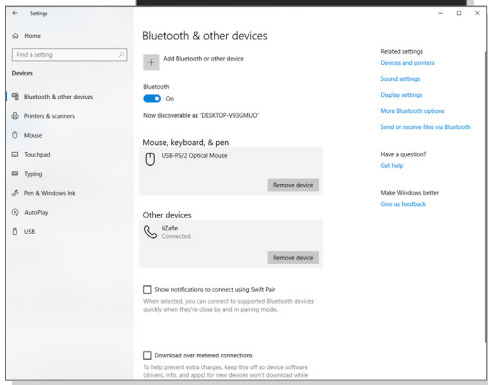 Settings
Home
Find a setting
Devices
Bluetooth & other devices
Printers & scanners
Mouse
Touchpad
Typing
Pen & Windows Ink
AutoPlay
USB
Bluetooth & other devices
Add Bluetooth or other device
Bluetooth
On
Now discoverable as "DESKTOP-V93GMUO"
Mouse, keyboard, & pen
USB-PS/2 Optical Mouse
Remove device
Other devices
iiZafie
Connected
Remove device
Show notifications to connect using Swift Pair
When selected, you can connect to supported Bluetooth devices
quickly when they're close by and in pairing mode.
Download over metered connections
To help prevent extra charges, keep this off so device software
(drivers, info, and apps) for new devices won't download while
Related settings
Devices and printers
Sound settings
Display settings
More Bluetooth options
Send or receive files via Bluetooth
Have a question?
Get help
Make Windows better
Give us feedback